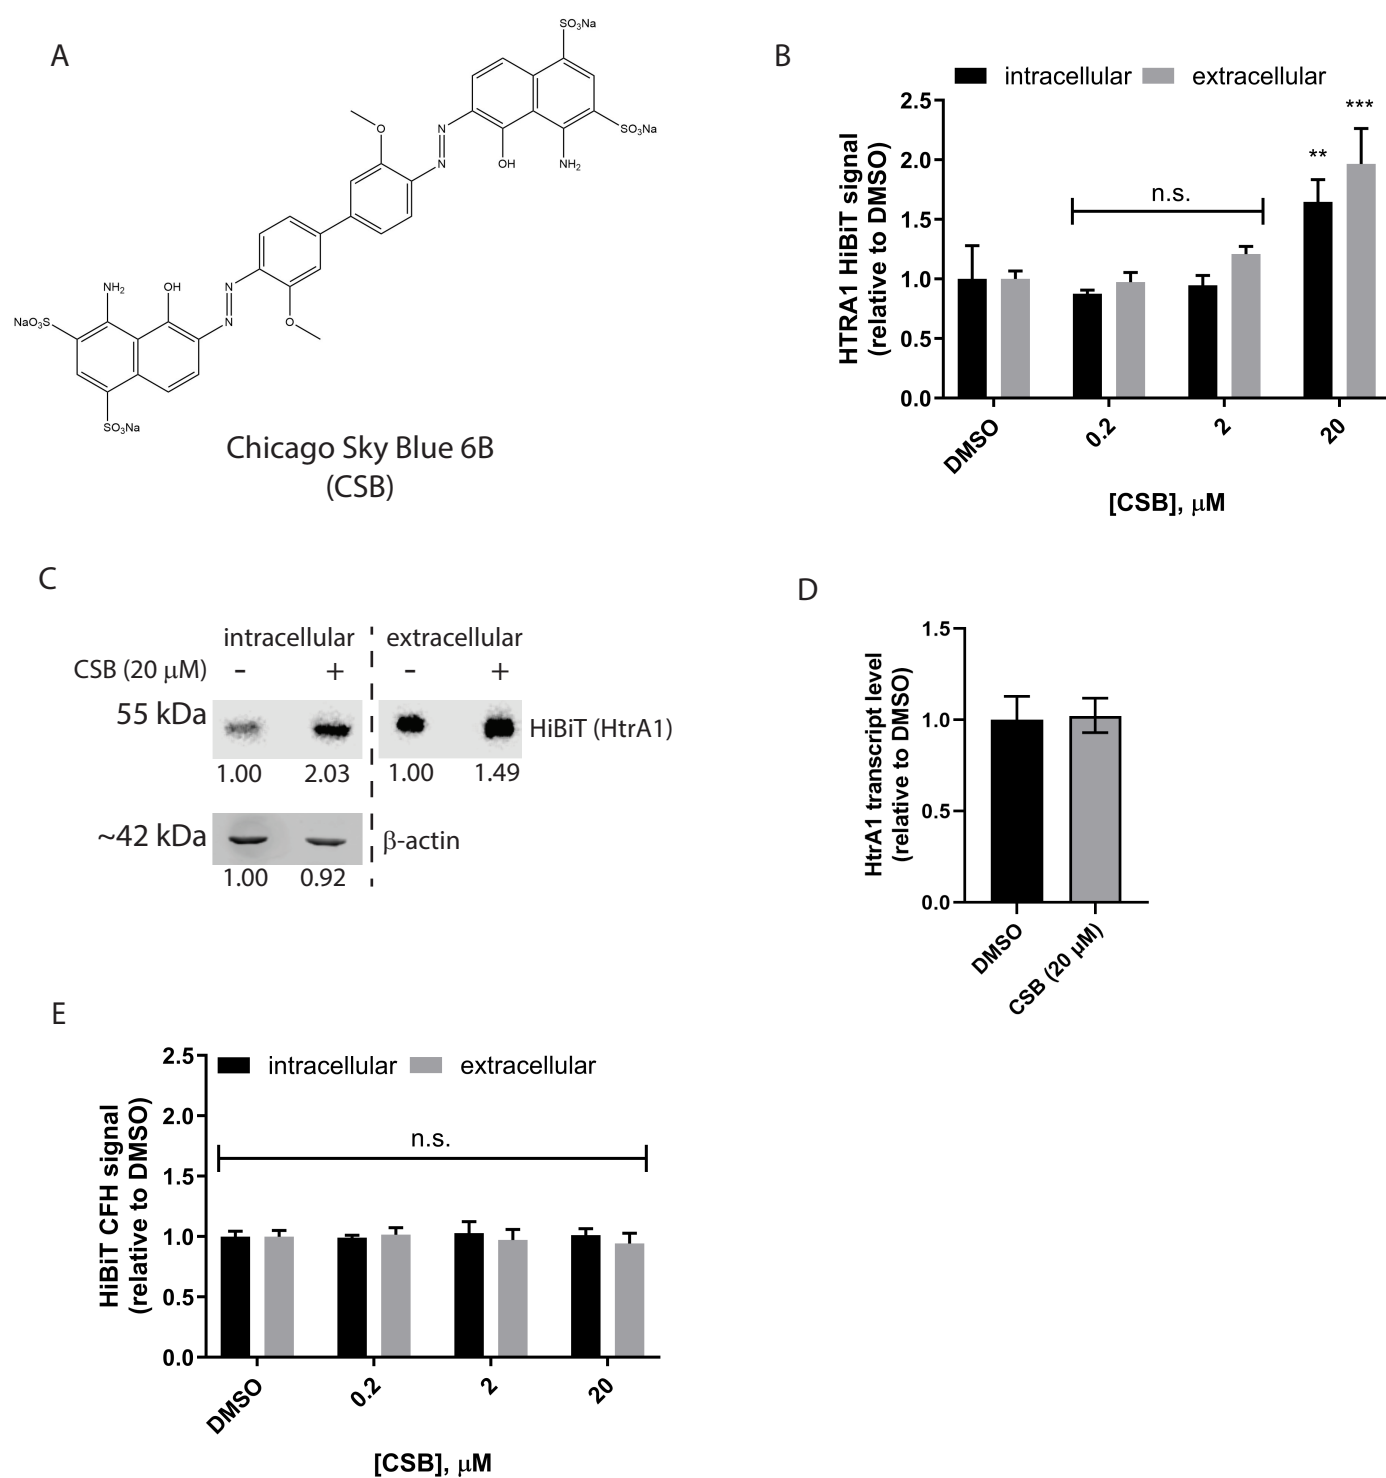 A
SO₃Na
SO₃Na
O
N
N
OH
NH₂
NH₂
OH
N
N
O
NaO₃S
SO₃Na
Chicago Sky Blue 6B
(CSB)
B
intracellular extracellular
HTRA1 HiBiT signal
(relative to DMSO)
2.5
2.0
1.5
1.0
0.5
0.0
n.s.
**
***
DMSO 0.2 2 20
[CSB], μM
C
intracellular extracellular
CSB (20 μM) - + - +
55 kDa
HiBiT (HtrA1)
1.00 2.03 1.00 1.49
~42 kDa
β-actin
1.00 0.92
D
HtrA1 transcript level
(relative to DMSO)
1.5
1.0
0.5
0.0
DMSO CSB (20 μM)
E
intracellular extracellular
HiBiT CFH signal
(relative to DMSO)
2.5
2.0
1.5
1.0
0.5
0.0
n.s.
DMSO 0.2 2 20
[CSB], μM